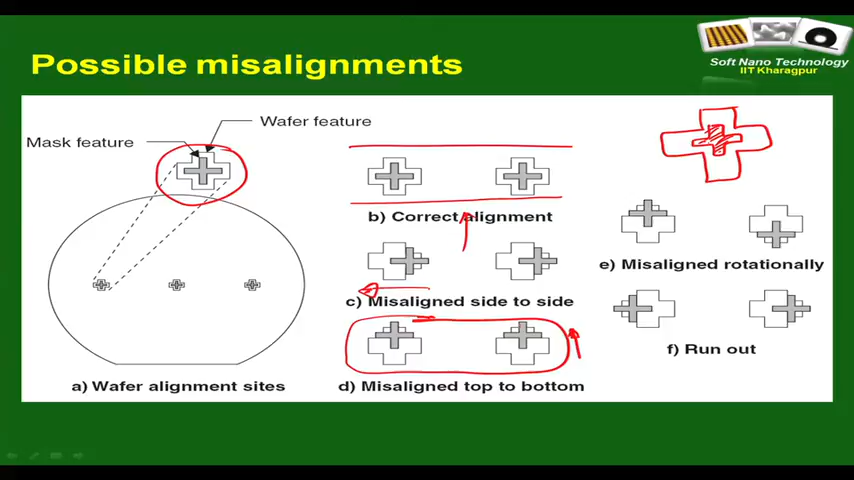 Possible misalignments
Soft Nano Technology
IIT Kharagpur
Wafer feature
Mask feature
b) Correct alignment
c) Misaligned side to side
a) Wafer alignment sites
d) Misaligned top to bottom
e) Misaligned rotationally
f) Run out